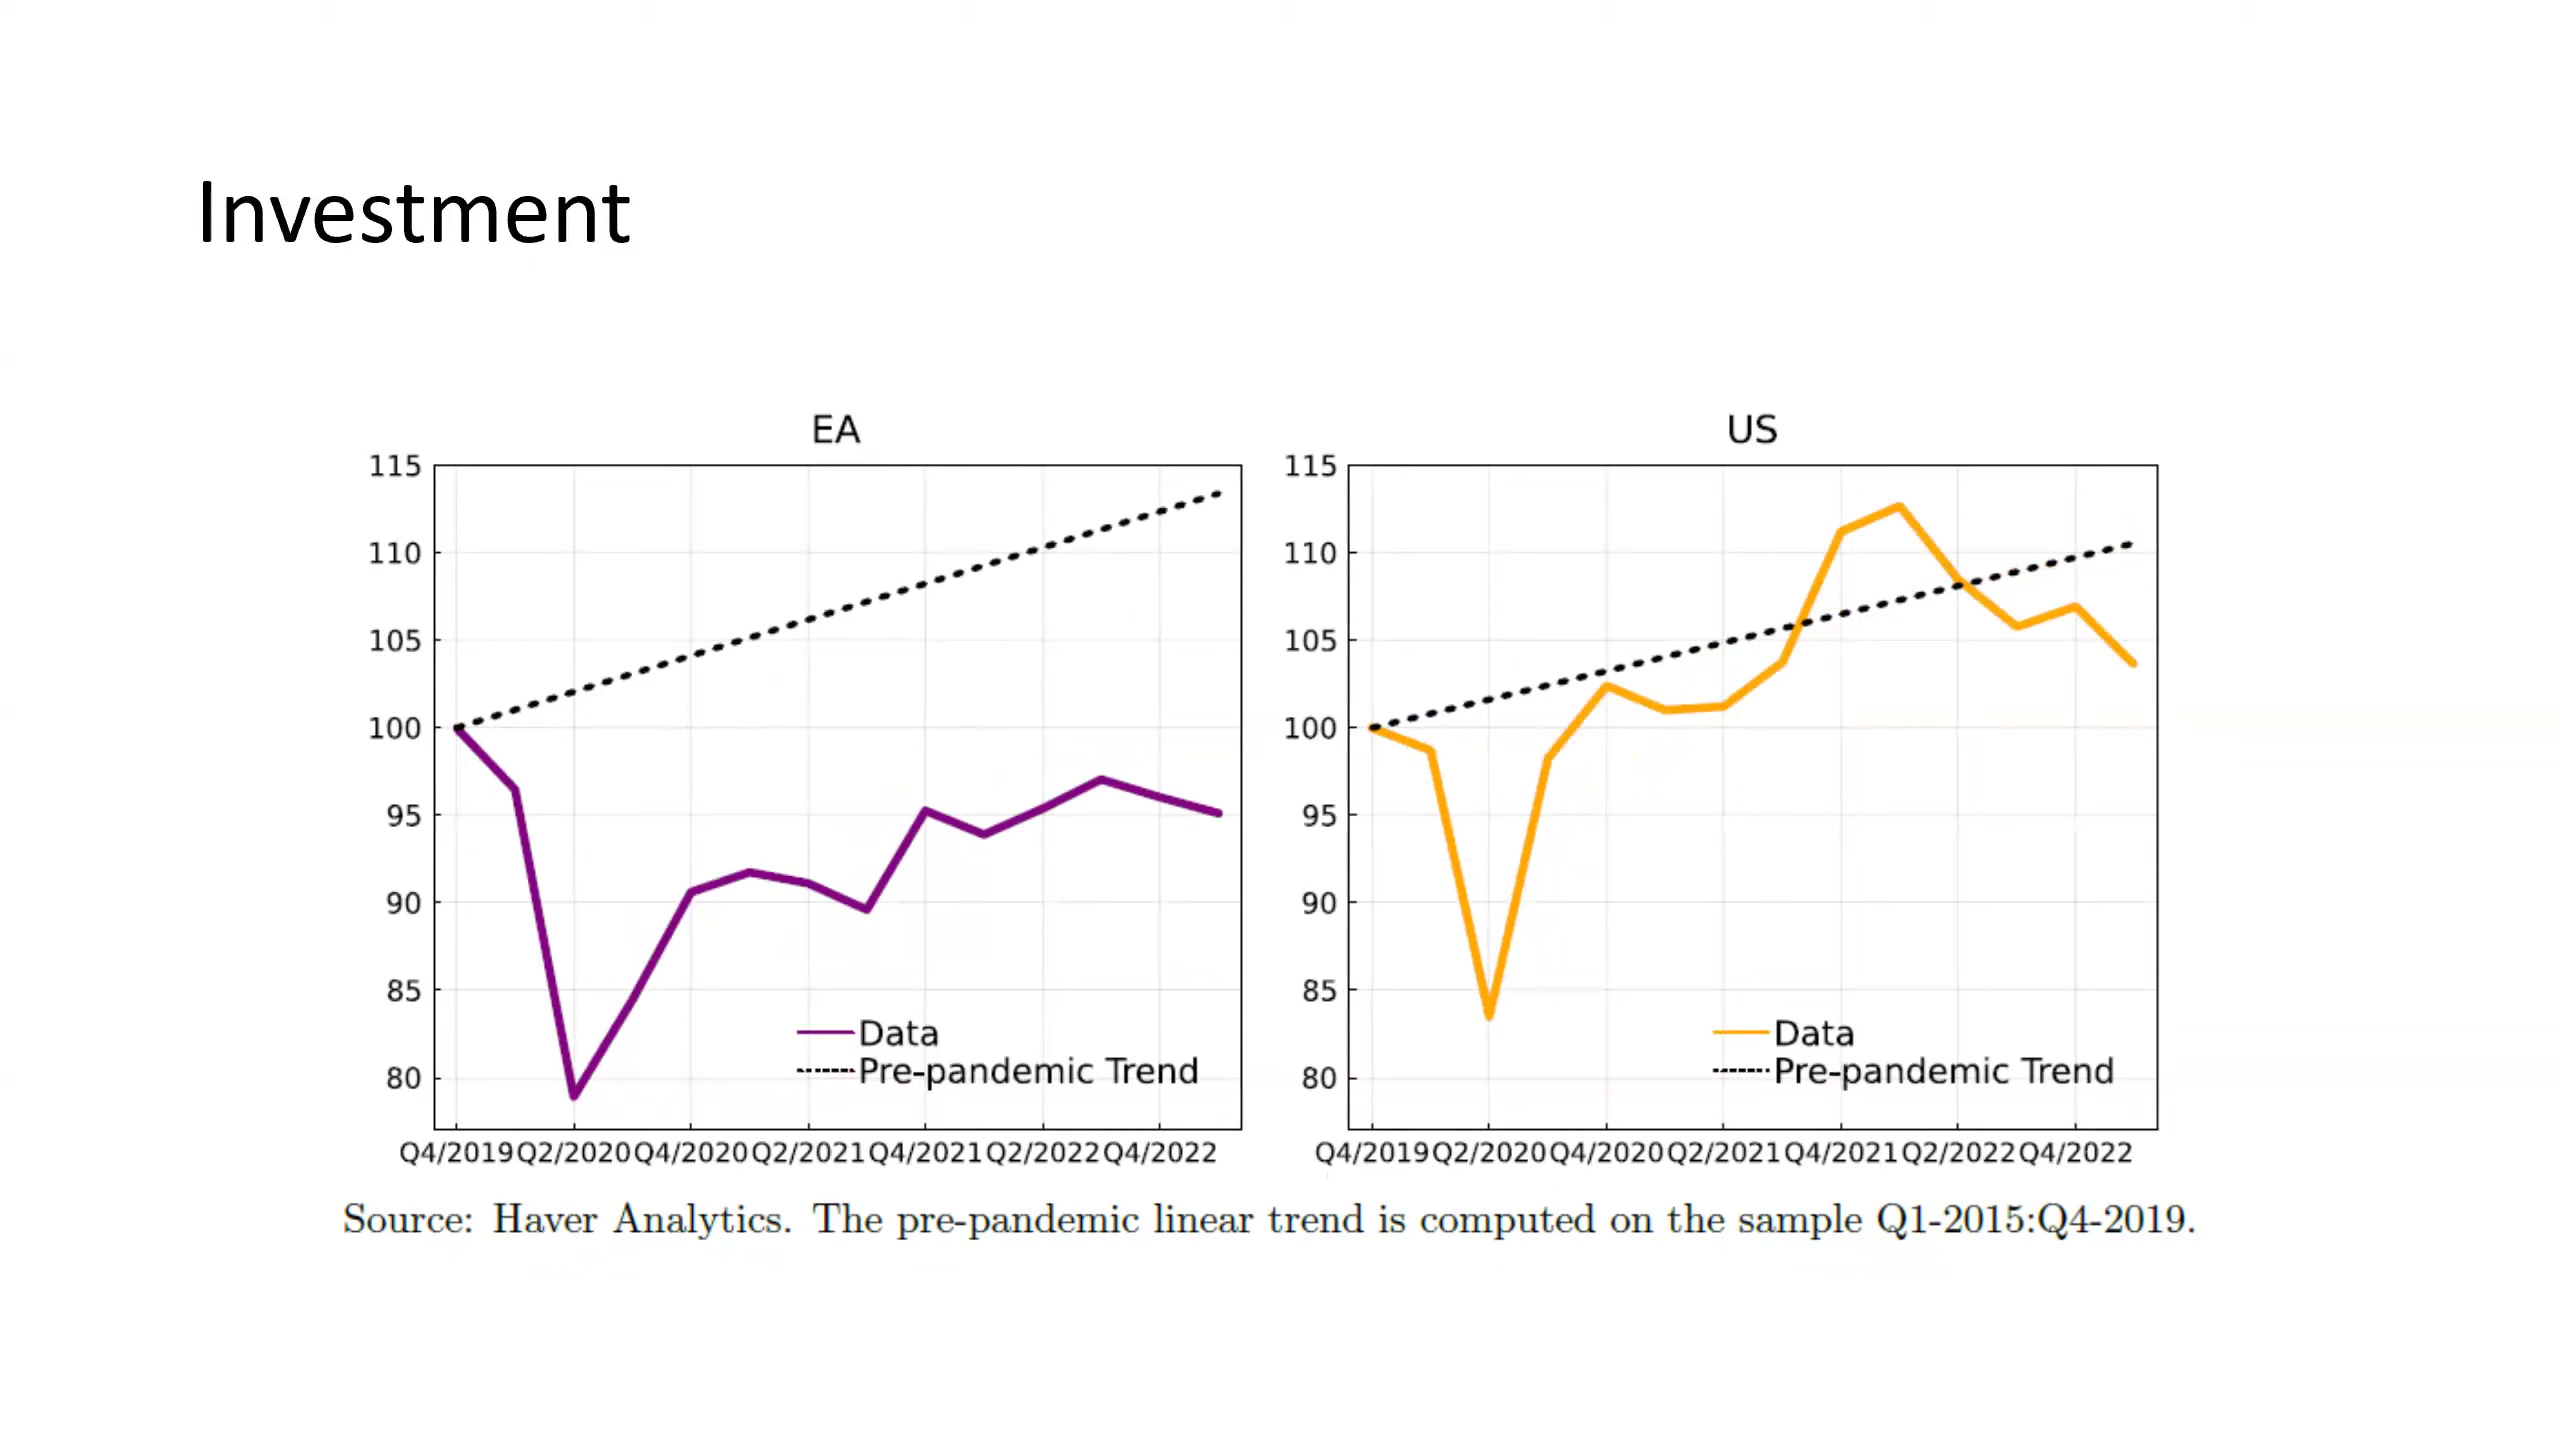 Investment
EA
115
110
105
100
95
90
85
80
Data
Pre-pandemic Trend
Q4/2019 Q2/2020 Q4/2020 Q2/2021 Q4/2021 Q2/2022 Q4/2022
US
115
110
105
100
95
90
85
80
Data
Pre-pandemic Trend
Q4/2019 Q2/2020 Q4/2020 Q2/2021 Q4/2021 Q2/2022 Q4/2022
Source: Haver Analytics. The pre-pandemic linear trend is computed on the sample Q1-2015:Q4-2019.